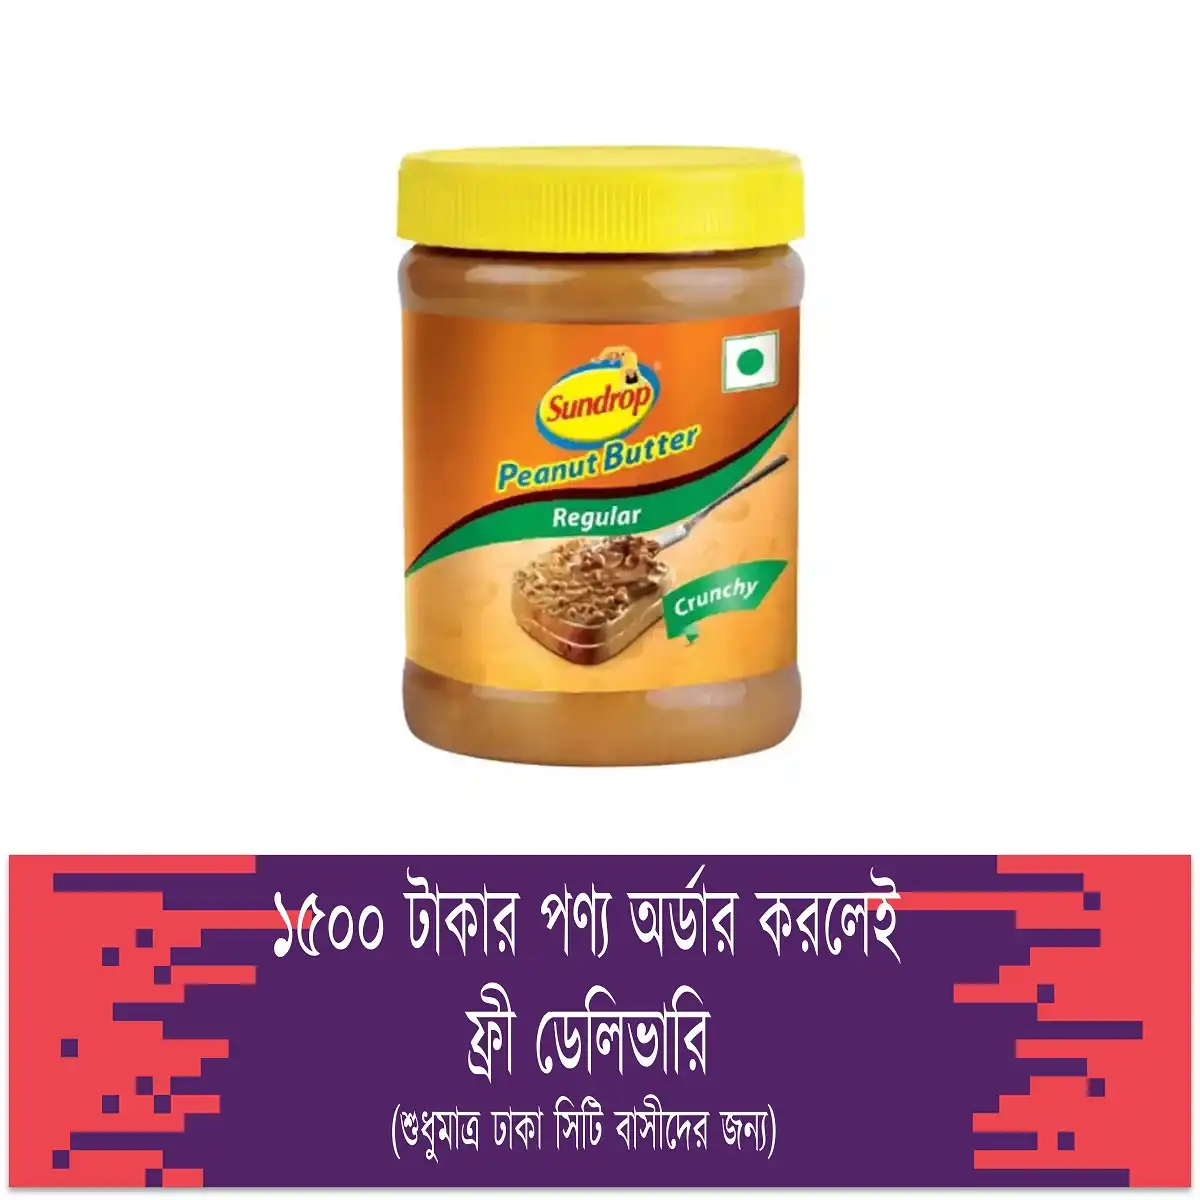 Sundrop
Peanut Butter
Regular
Crunchy
১৫০০ টাকার পণ্য অর্ডার করলেই
ফ্রী ডেলিভারি
(শুধুমাত্র ঢাকা সিটি বাসীদের জন্য)